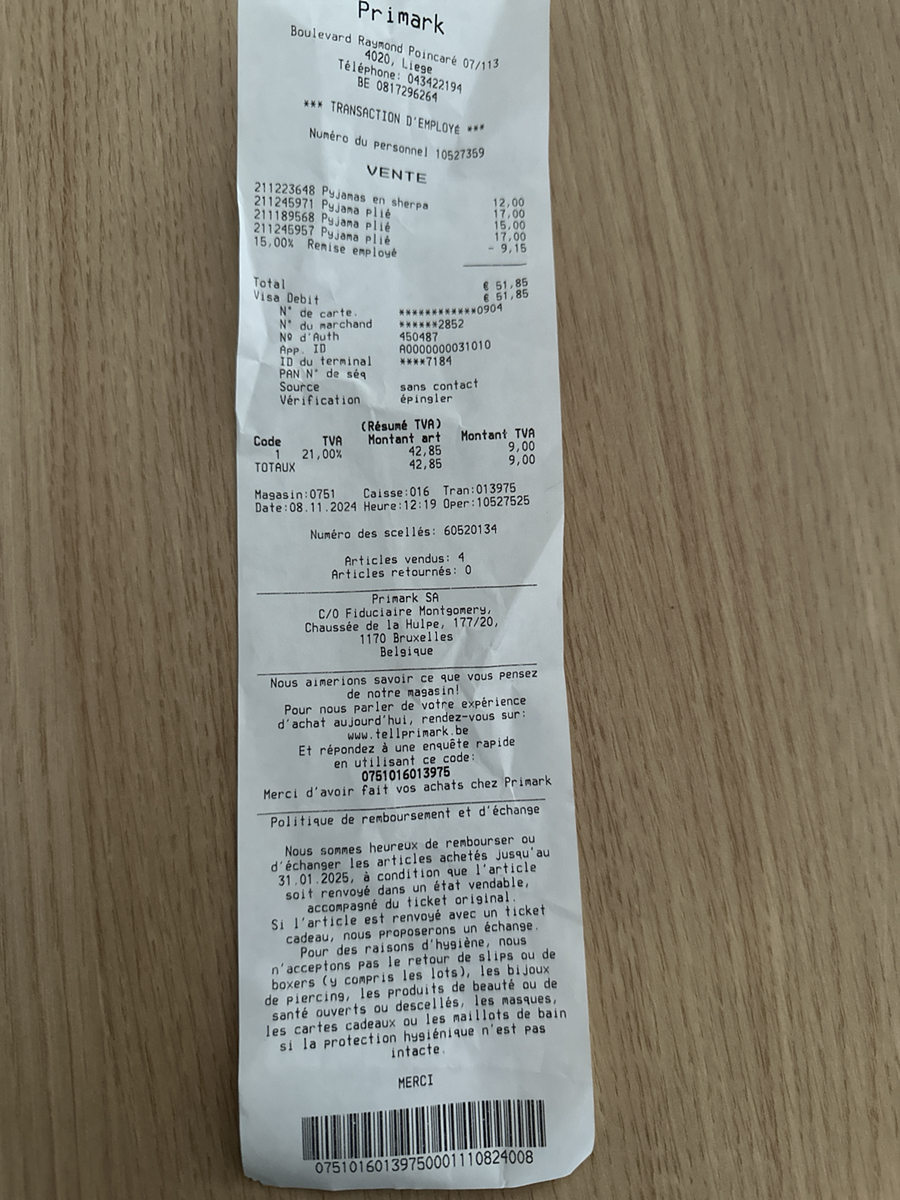 Primark
Boulevard Raymond Poincaré 07/113
4020, Liege
Téléphone: 043422194
BE 0817296264
*** TRANSACTION D'EMPLOYé ***
Numéro du personnel 10527359
VENTE
211223648 Pyjamas en sherpa 12,00
211245971 Pyjama plié 17,00
211189568 Pyjama plié 15,00
211245957 Pyjama plié 17,00
15,00% Remise employé - 9,15
Total € 51,85
Visa Debit € 51,85
N° de carte. ************0904
N° du marchand ******2852
Nº d'Auth 450487
App. ID A0000000031010
ID du terminal ****7184
PAN N° de séq
Source sans contact
Vérification épingler
(Résumé TVA)
Code TVA Montant art Montant TVA
1 21,00% 42,85 9,00
TOTAUX 42,85 9,00
Magasin:0751 Caisse:016 Tran:013975
Date:08.11.2024 Heure:12:19 Oper:10527525
Numéro des scellés: 60520134
Articles vendus: 4
Articles retournés: 0
Primark SA
C/O Fiduciaire Montgomery,
Chaussée de la Hulpe, 177/20,
1170 Bruxelles
Belgique
Nous aimerions savoir ce que vous pensez
de notre magasin!
Pour nous parler de votre expérience
d'achat aujourd'hui, rendez-vous sur:
www.tellprimark.be
Et répondez à une enquête rapide
en utilisant ce code:
0751016013975
Merci d'avoir fait vos achats chez Primark
Politique de remboursement et d'échange
Nous sommes heureux de rembourser ou
d'échanger les articles achetés jusqu'au
31.01.2025, à condition que l'article
soit renvoyé dans un état vendable,
accompagné du ticket original.
Si l'article est renvoyé avec un ticket
cadeau, nous proposerons un échange.
Pour des raisons d'hygiène, nous
n'acceptons pas le retour de slips ou de
boxers (y compris les lots), les bijoux
de piercing, les produits de beauté ou de
santé ouverts ou descellés, les masques,
les cartes cadeaux ou les maillots de bain
si la protection hygiénique n'est pas
intacte.
MERCI
07510160139750001110824008